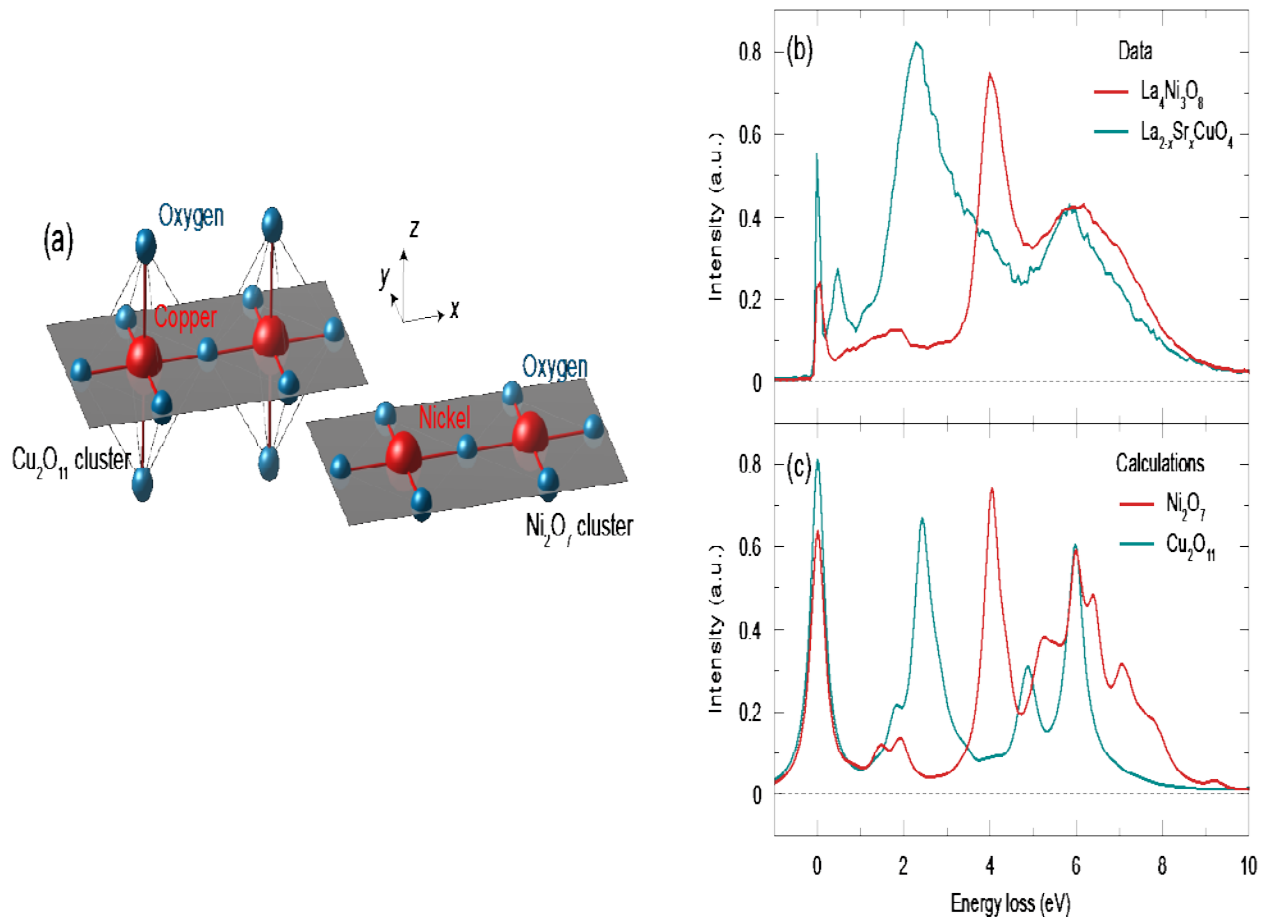 (a)
Oxygen
Copper
z
y
x
Cu₂O₁₁ cluster
Oxygen
Nickel
Ni₂O₇ cluster
(b)
Data
La₄Ni₃O₈
La₂₋ₓSrₓCuO₄
Intensity (a.u.)
0.8
0.6
0.4
0.2
0
(c)
Calculations
Ni₂O₇
Cu₂O₁₁
Intensity (a.u.)
0.8
0.6
0.4
0.2
0
0 2 4 6 8 10
Energy loss (eV)